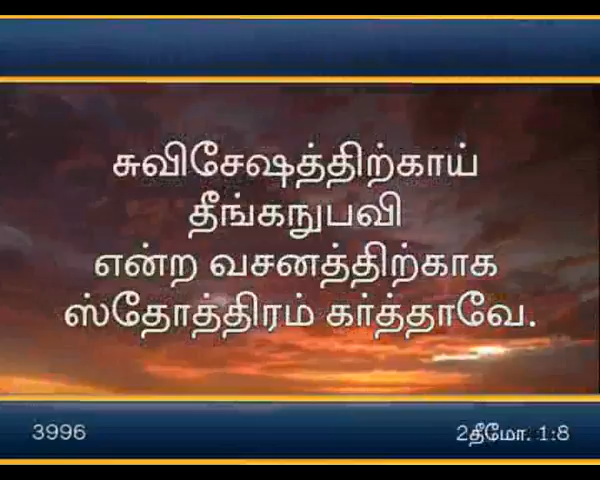 சுவிசேஷத்திற்காய்
தீங்கநுபவி
என்ற வசனத்திற்காக
ஸ்தோத்திரம் கர்த்தாவே.
3996
2தீமோ. 1:8